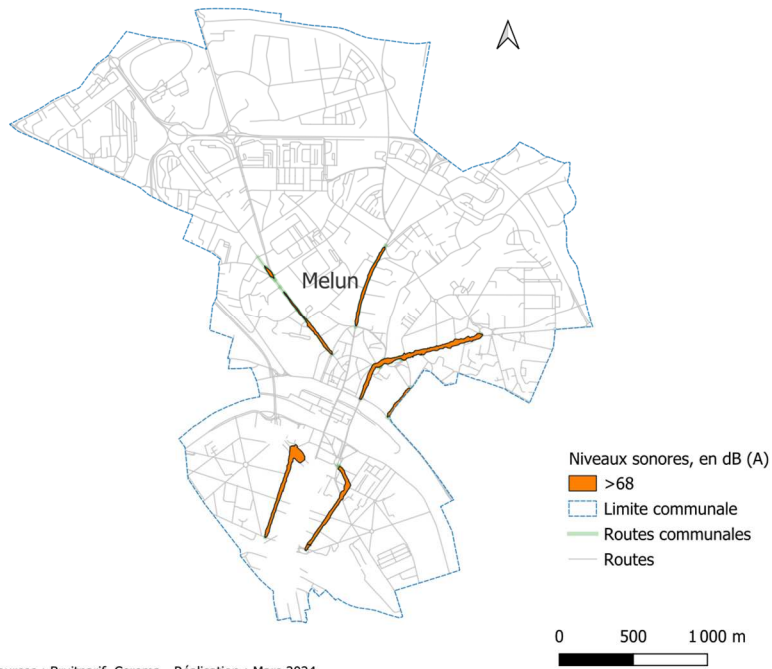 Melun
Niveaux sonores, en dB (A)
>68
Limite communale
Routes communales
Routes
0 500 1 000 m